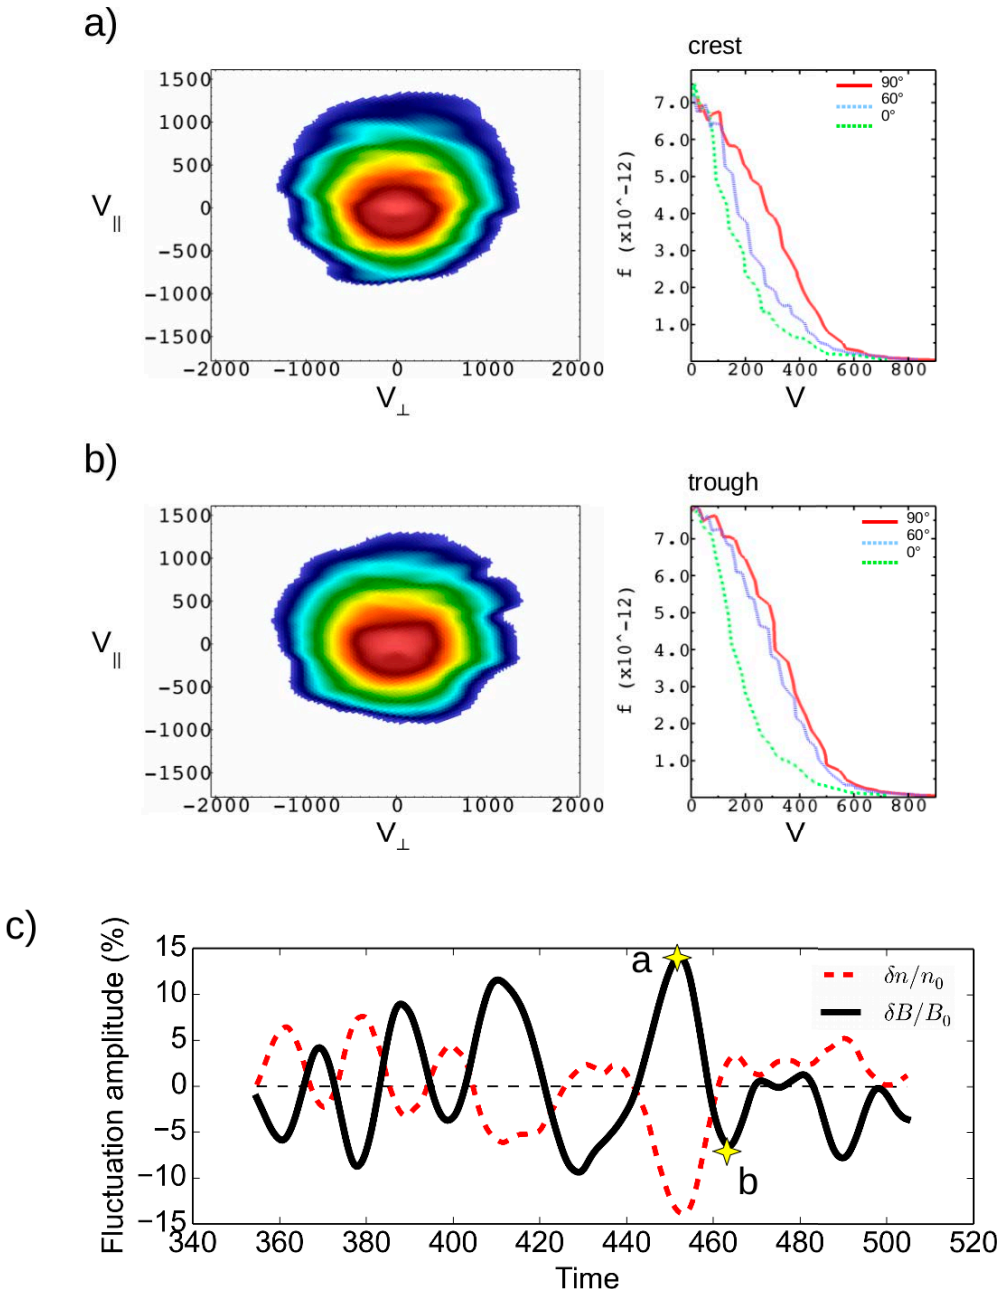 a)
crest
1500
1000
500
0
−500
−1000
−1500
V||
−2000 −1000 0 1000 2000
V⊥
7.0
6.0
5.0
4.0
3.0
2.0
1.0
f (x10^−12)
90°
60°
0°
0 200 400 600 800
V
b)
trough
1500
1000
500
0
−500
−1000
−1500
V||
−2000 −1000 0 1000 2000
V⊥
7.0
6.0
5.0
4.0
3.0
2.0
1.0
f (x10^−12)
90°
60°
0°
0 200 400 600 800
V
c)
Fluctuation amplitude (%)
15
10
5
0
−5
−10
−15
a
b
δn/n₀
δB/B₀
340 360 380 400 420 440 460 480 500 520
Time